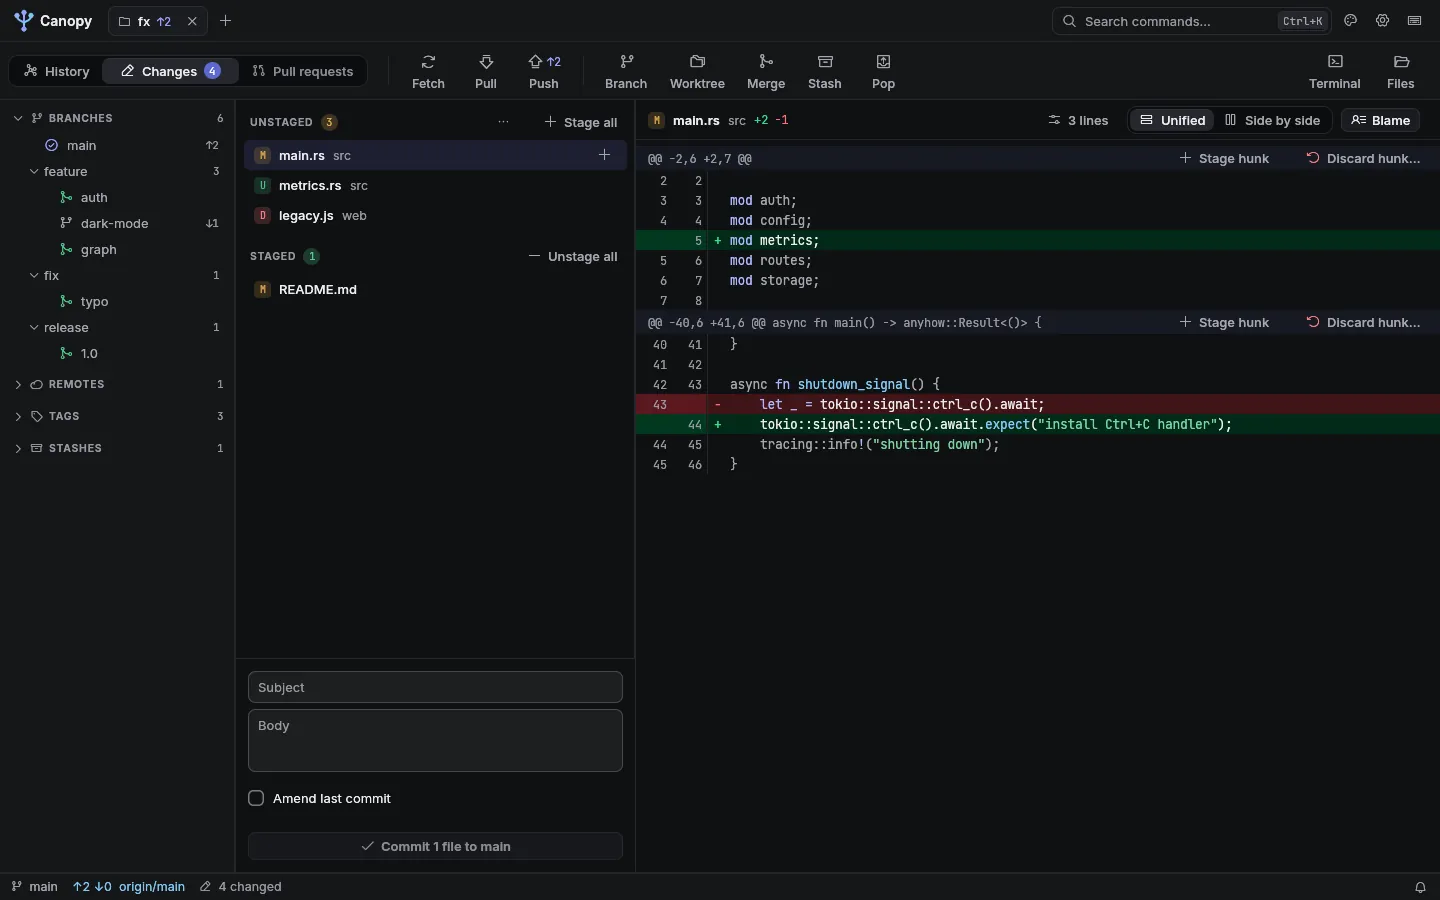 Canopy
fx ↑2
Search commands... Ctrl+K
History Changes 4 Pull requests
Fetch Pull ↑2 Push Branch Worktree Merge Stash Pop Terminal Files
BRANCHES 6
main ↑2
feature 3
auth
dark-mode ↓1
graph
fix 1
typo
release 1
1.0
REMOTES 1
TAGS 3
STASHES 1
UNSTAGED 3 ... + Stage all
M main.rs src +
U metrics.rs src
D legacy.js web
STAGED 1 — Unstage all
M README.md
Subject
Body
Amend last commit
Commit 1 file to main
M main.rs src +2 -1 3 lines Unified Side by side Blame
@@ -2,6 +2,7 @@ + Stage hunk Discard hunk...
2 2
3 3 mod auth;
4 4 mod config;
5 + mod metrics;
5 6 mod routes;
6 7 mod storage;
7 8
@@ -40,6 +41,6 @@ async fn main() -> anyhow::Result<()> { + Stage hunk Discard hunk...
40 41 }
41 42
42 43 async fn shutdown_signal() {
43 - let _ = tokio::signal::ctrl_c().await;
44 + tokio::signal::ctrl_c().await.expect("install Ctrl+C handler");
44 45 tracing::info!("shutting down");
45 46 }
main ↑2 ↓0 origin/main 4 changed